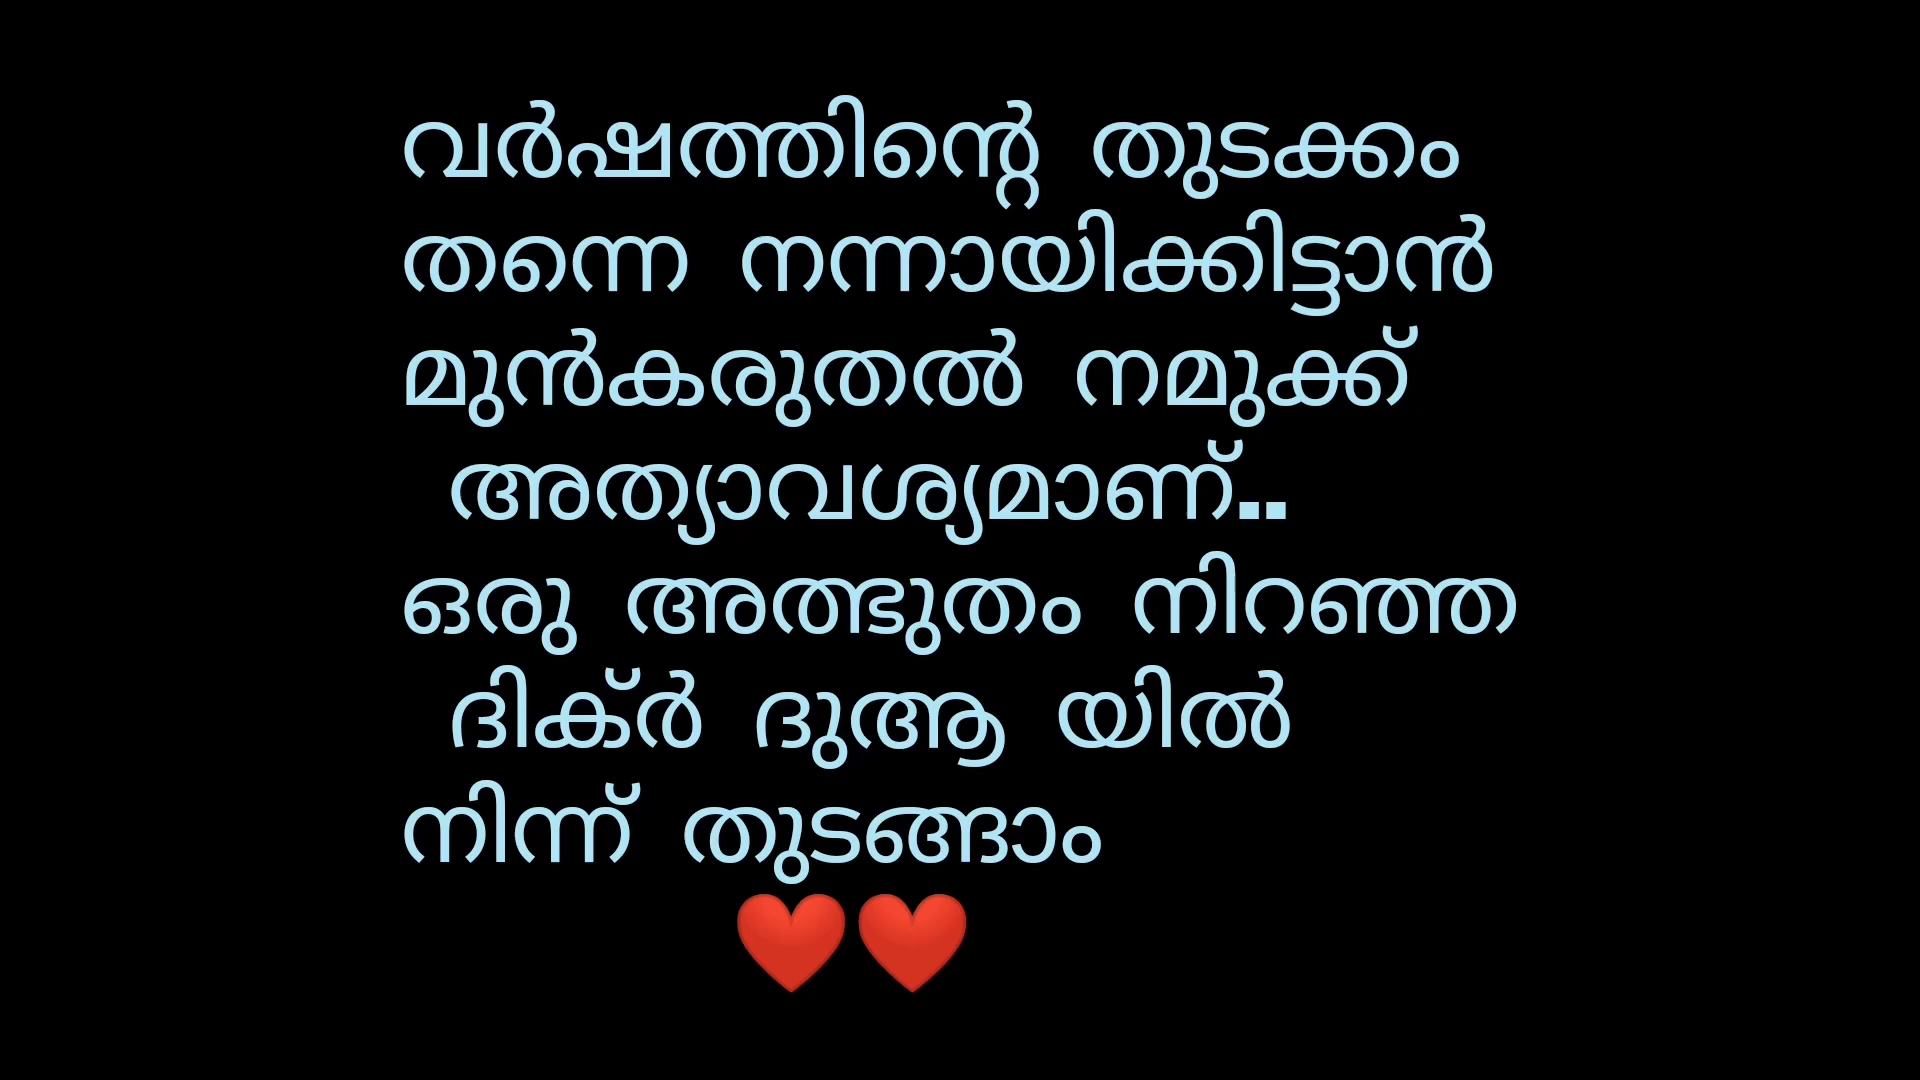 വർഷത്തിന്റെ തുടക്കം
തന്നെ നന്നായിക്കിട്ടാൻ
മുൻകരുതൽ നമുക്ക്
അത്യാവശ്യമാണ്..
ഒരു അത്ഭുതം നിറഞ്ഞ
ദിക്ർ ദുആ യിൽ
നിന്ന് തുടങ്ങാം
❤️❤️